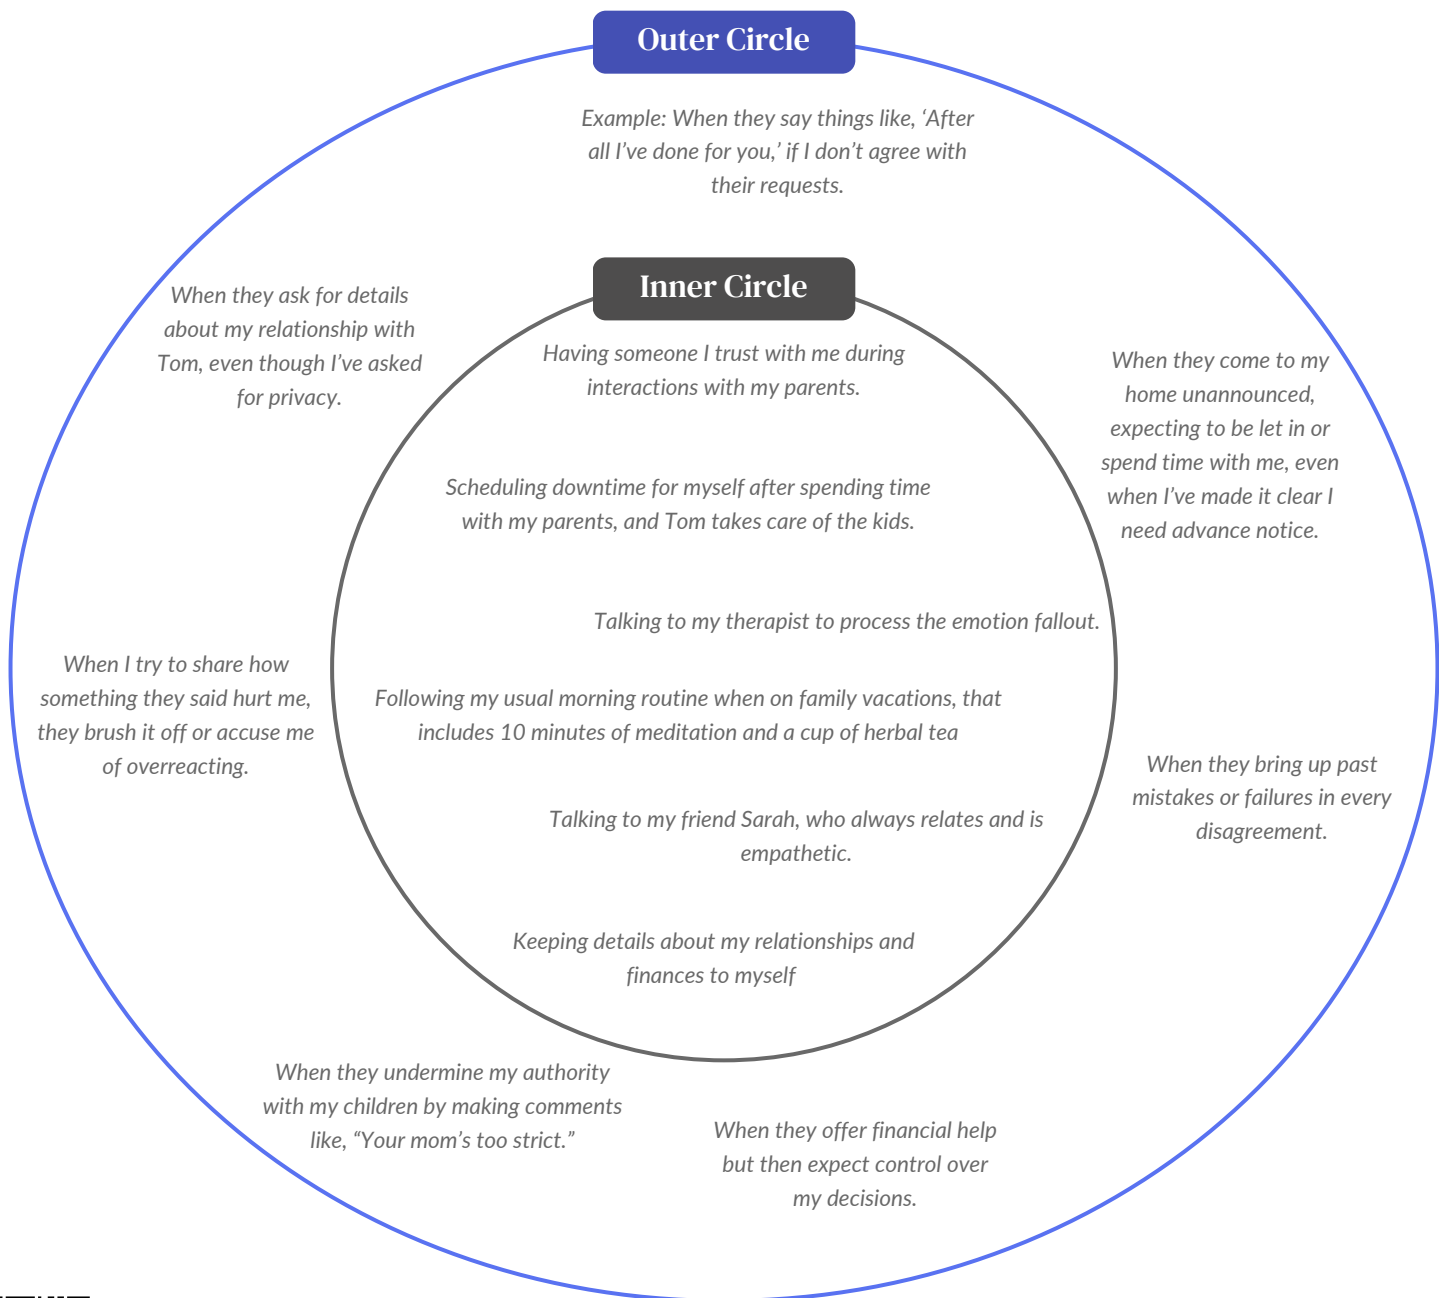 Outer Circle
Example: When they say things like, ‘After
all I’ve done for you,’ if I don’t agree with
their requests.
When they ask for details
about my relationship with
Tom, even though I’ve asked
for privacy.
Inner Circle
Having someone I trust with me during
interactions with my parents.
When they come to my
home unannounced,
expecting to be let in or
spend time with me, even
when I’ve made it clear I
need advance notice.
Scheduling downtime for myself after spending time
with my parents, and Tom takes care of the kids.
Talking to my therapist to process the emotion fallout.
When I try to share how
something they said hurt me,
they brush it off or accuse me
of overreacting.
Following my usual morning routine when on family vacations, that
includes 10 minutes of meditation and a cup of herbal tea
When they bring up past
mistakes or failures in every
disagreement.
Talking to my friend Sarah, who always relates and is
empathetic.
Keeping details about my relationships and
finances to myself
When they undermine my authority
with my children by making comments
like, “Your mom’s too strict.”
When they offer financial help
but then expect control over
my decisions.